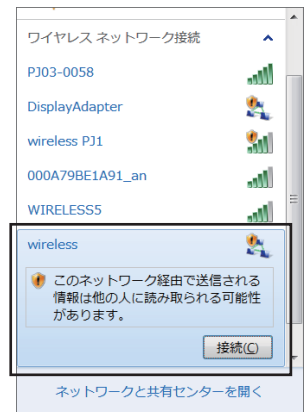 ワイヤレス ネットワーク接続
PJ03-0058
DisplayAdapter
wireless PJ1
000A79BE1A91_an
WIRELESS5
wireless
このネットワーク経由で送信される
情報は他の人に読み取られる可能性
があります。
接続(C)
ネットワークと共有センターを開く